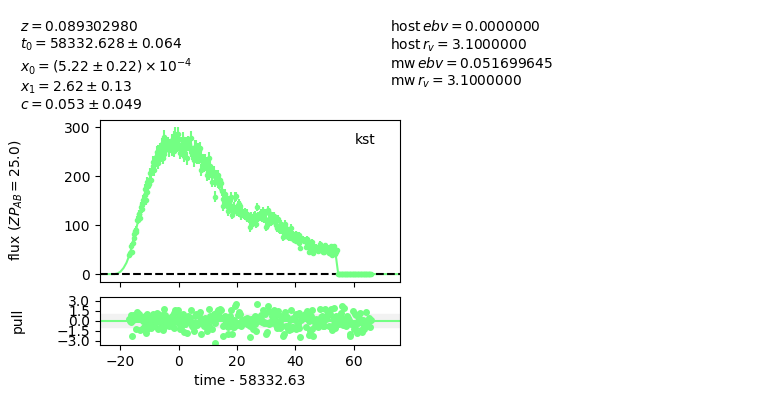 z = 0.089302980
t₀ = 58332.628 ± 0.064
x₀ = (5.22 ± 0.22) × 10⁻⁴
x₁ = 2.62 ± 0.13
c = 0.053 ± 0.049
host ebv = 0.0000000
host r_v = 3.1000000
mw ebv = 0.051699645
mw r_v = 3.1000000
kst
flux (ZP_AB = 25.0)
300
200
100
0
pull
3.0
1.5
0.0
−1.5
−3.0
−20 0 20 40 60
time - 58332.63